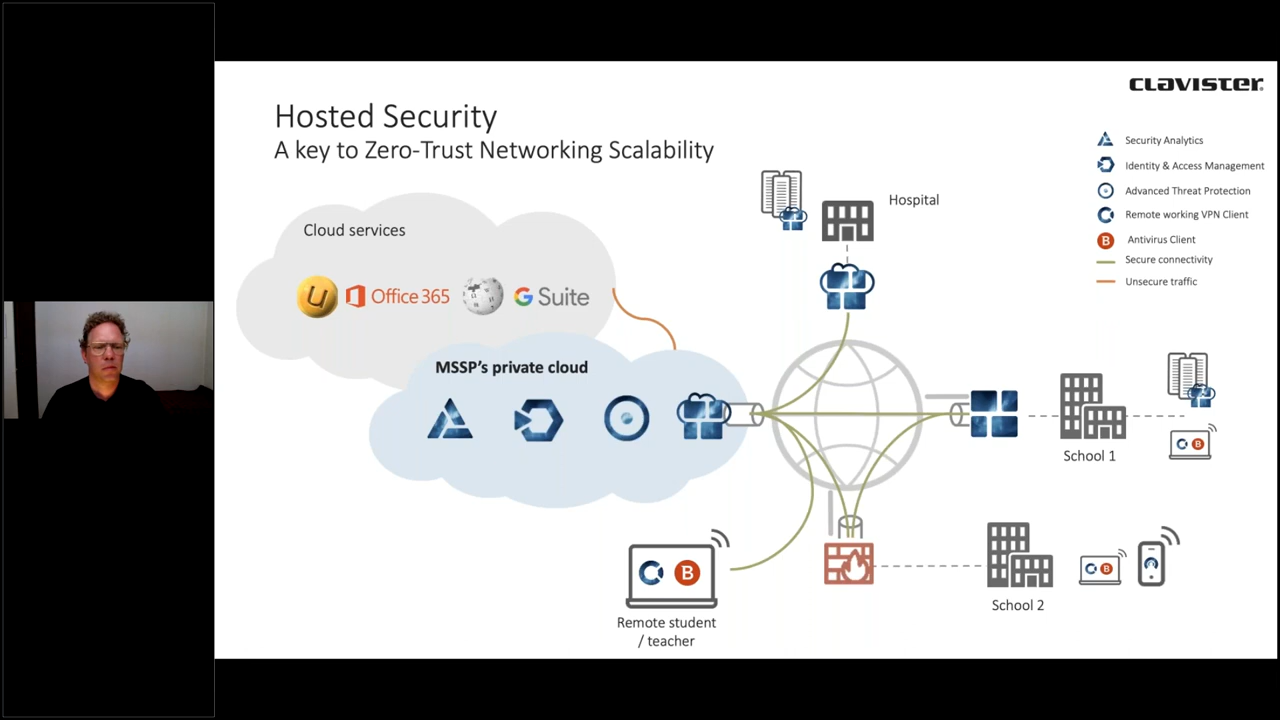 CLAVISTER
Hosted Security
A key to Zero-Trust Networking Scalability
Security Analytics
Identity & Access Management
Advanced Threat Protection
Remote working VPN Client
B
Antivirus Client
Secure connectivity
Unsecure traffic
Hospital
Cloud services
U
Office 365
G Suite
MSSP's private cloud
School 1
B
School 2
B
B
Remote student
/ teacher